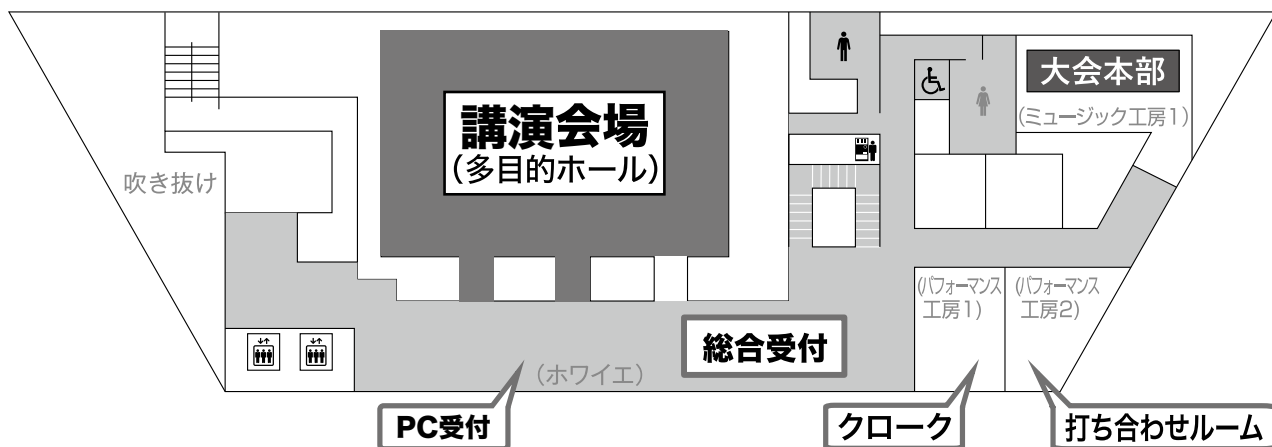 大会本部
(ミュージック工房1)
講演会場
(多目的ホール)
吹き抜け
(パフォーマンス
工房1)
(パフォーマンス
工房2)
総合受付
(ホワイエ)
PC受付
クローク
打ち合わせルーム